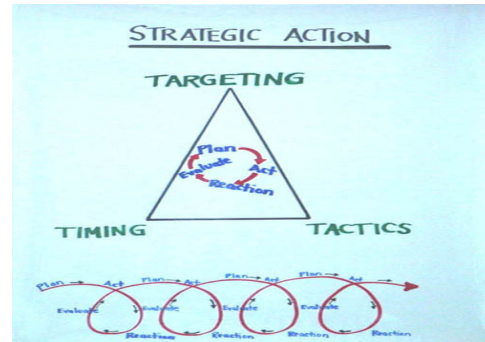 STRATEGIC ACTION
TARGETING
Plan
Evaluate
Act
Reaction
TIMING
TACTICS
Plan Act Plan Act Plan Act Plan Act
Evaluate Evaluate Evaluate Evaluate
Reaction Reaction Reaction Reaction